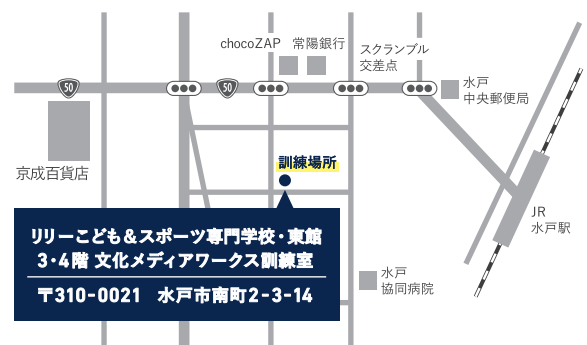 chocoZAP
常陽銀行
スクランブル
交差点
50
50
水戸
中央郵便局
京成百貨店
訓練場所
JR
水戸駅
リリーこども&スポーツ専門学校・東館
3・4階 文化メディアワークス訓練室
〒310-0021 水戸市南町2-3-14
水戸
協同病院